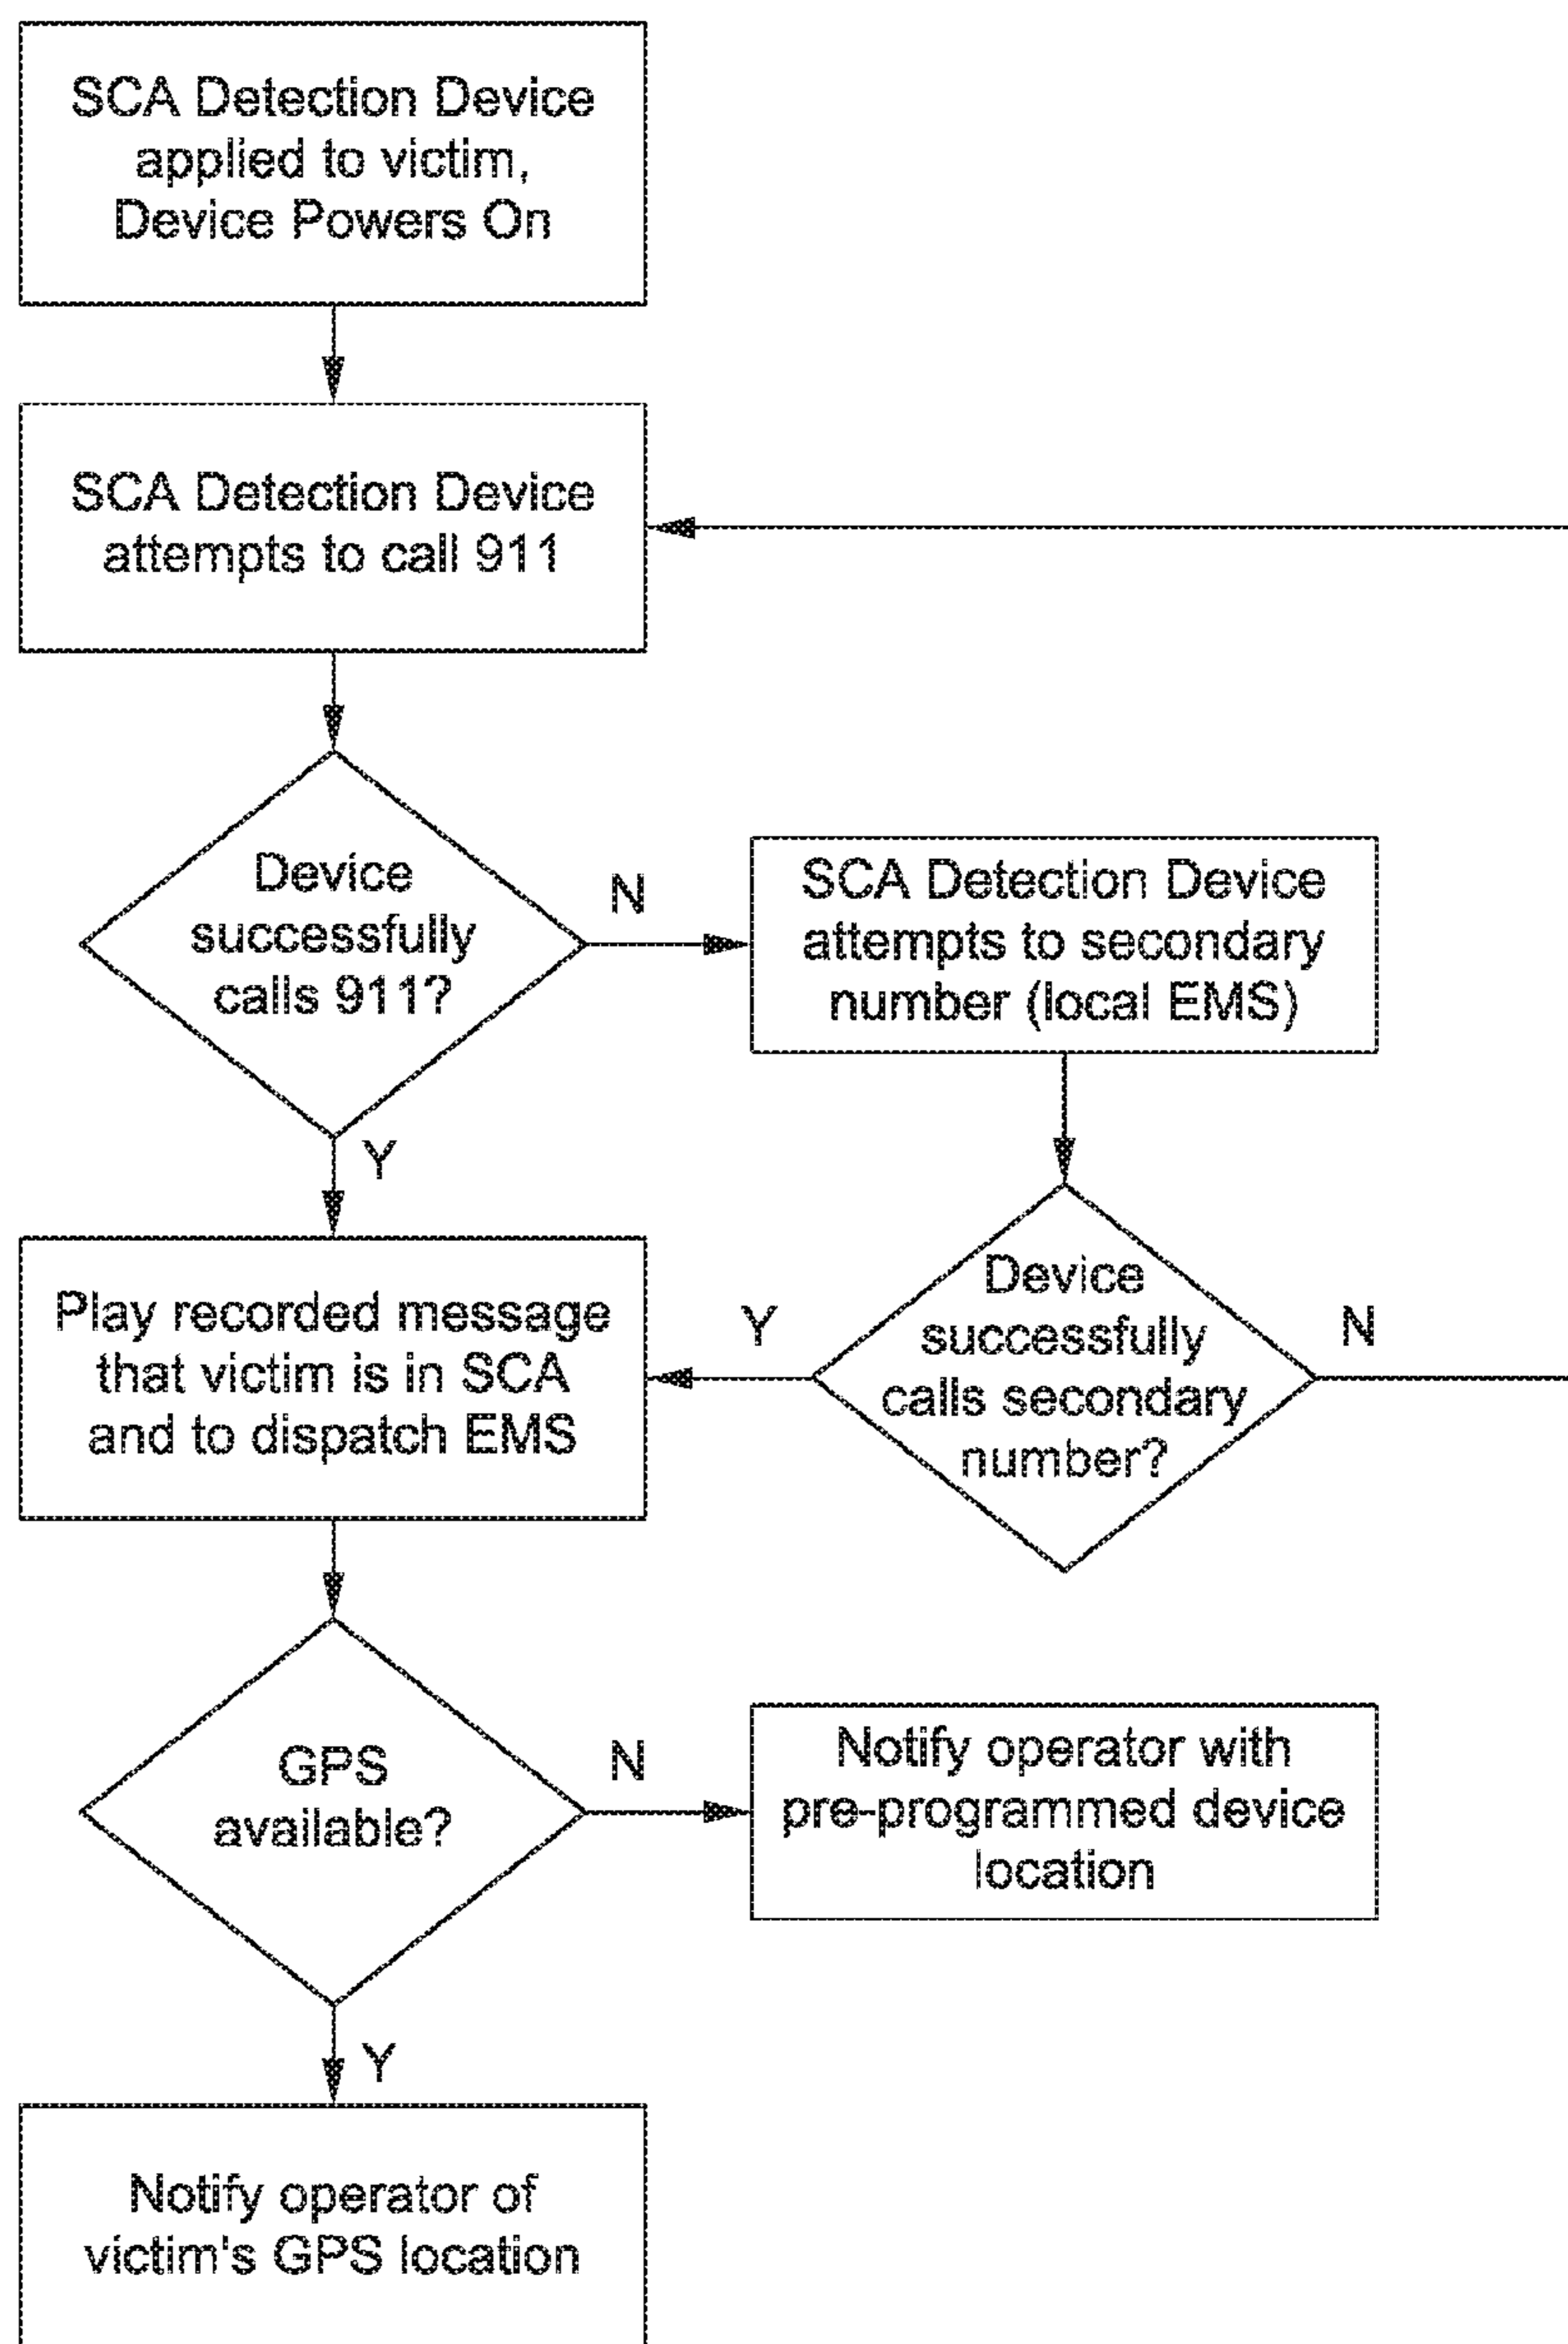 SCA Detection Device
applied to victim,
Device Powers On
SCA Detection Device
attempts to call 911
Device
successfully
calls 911?
N
SCA Detection Device
attempts to secondary
number (local EMS)
Y
Play recorded message
that victim is in SCA
and to dispatch EMS
Y
Device
successfully
calls secondary
number?
N
GPS
available?
N
Notify operator with
pre-programmed device
location
Y
Notify operator of
victim's GPS location